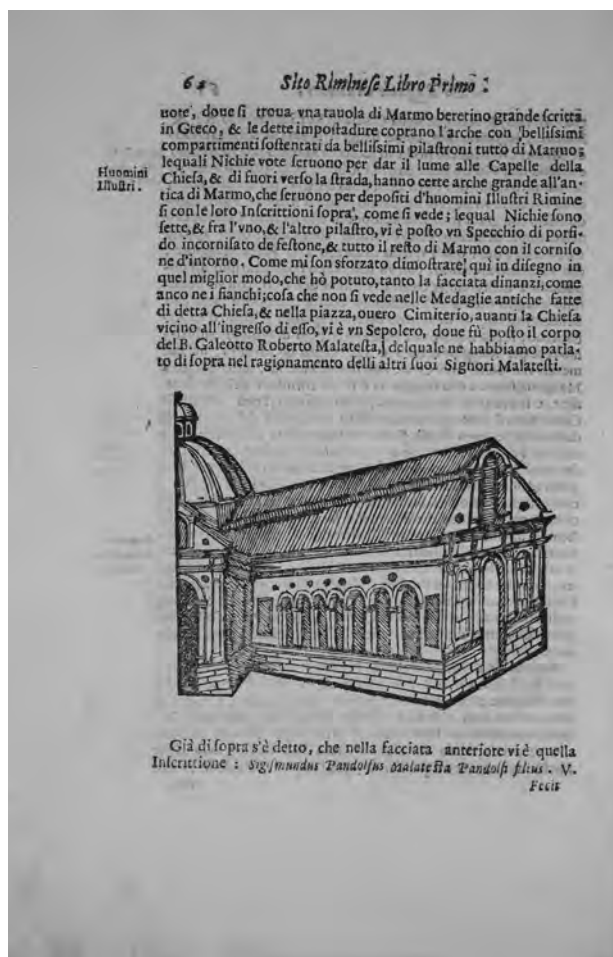 Sito Rimineſe Libro Primo :
uote, doue ſi troua vna tauola di Marmo beretino grande ſcritta
in Greco, & le dette impoſtadure coprano l'arche con belliſsimi
compartimenti ſoſtentati da belliſsimi pilaſtroni tutto di Marmo;
lequali Nichie vote ſeruono per dar il lume alle Capelle della
Huomini
Illuſtri.
Chieſa, & di fuori verſo la ſtrada, hanno certe arche grande all'an-
tica di Marmo, che ſeruono per depoſiti d'huomini Illuſtri Rimine
ſi con le loro Inſcrittioni ſopra, come ſi vede; lequal Nichie ſono
ſette, & fra l'vno, & l'altro pilaſtro, vi è poſto vn Specchio di porfi-
do incorniſato de feſtone, & tutto il reſto di Marmo con il corniſo
ne d'intorno. Come mi ſon sforzato dimoſtrare, quì in diſegno in
quel miglior modo, che hò potuto, tanto la facciata dinanzi, come
anco ne i fianchi; coſa che non ſi vede nelle Medaglie antiche fatte
di detta Chieſa, & nella piazza, ouero Cimiterio, auanti la Chieſa
vicino all'ingreſſo di eſſo, vi è vn Sepolcro, doue fù poſto il corpo
del B. Galeotto Roberto Malateſta, delquale ne habbiamo parla-
to di ſopra nel ragionamento delli altri ſuoi Signori Malateſti.
Già di ſopra s'è detto, che nella facciata anteriore vi è quella
Inſcrittione : Sigiſmundus Pandolfus Malateſta Pandolfi filius . V.
Fecit